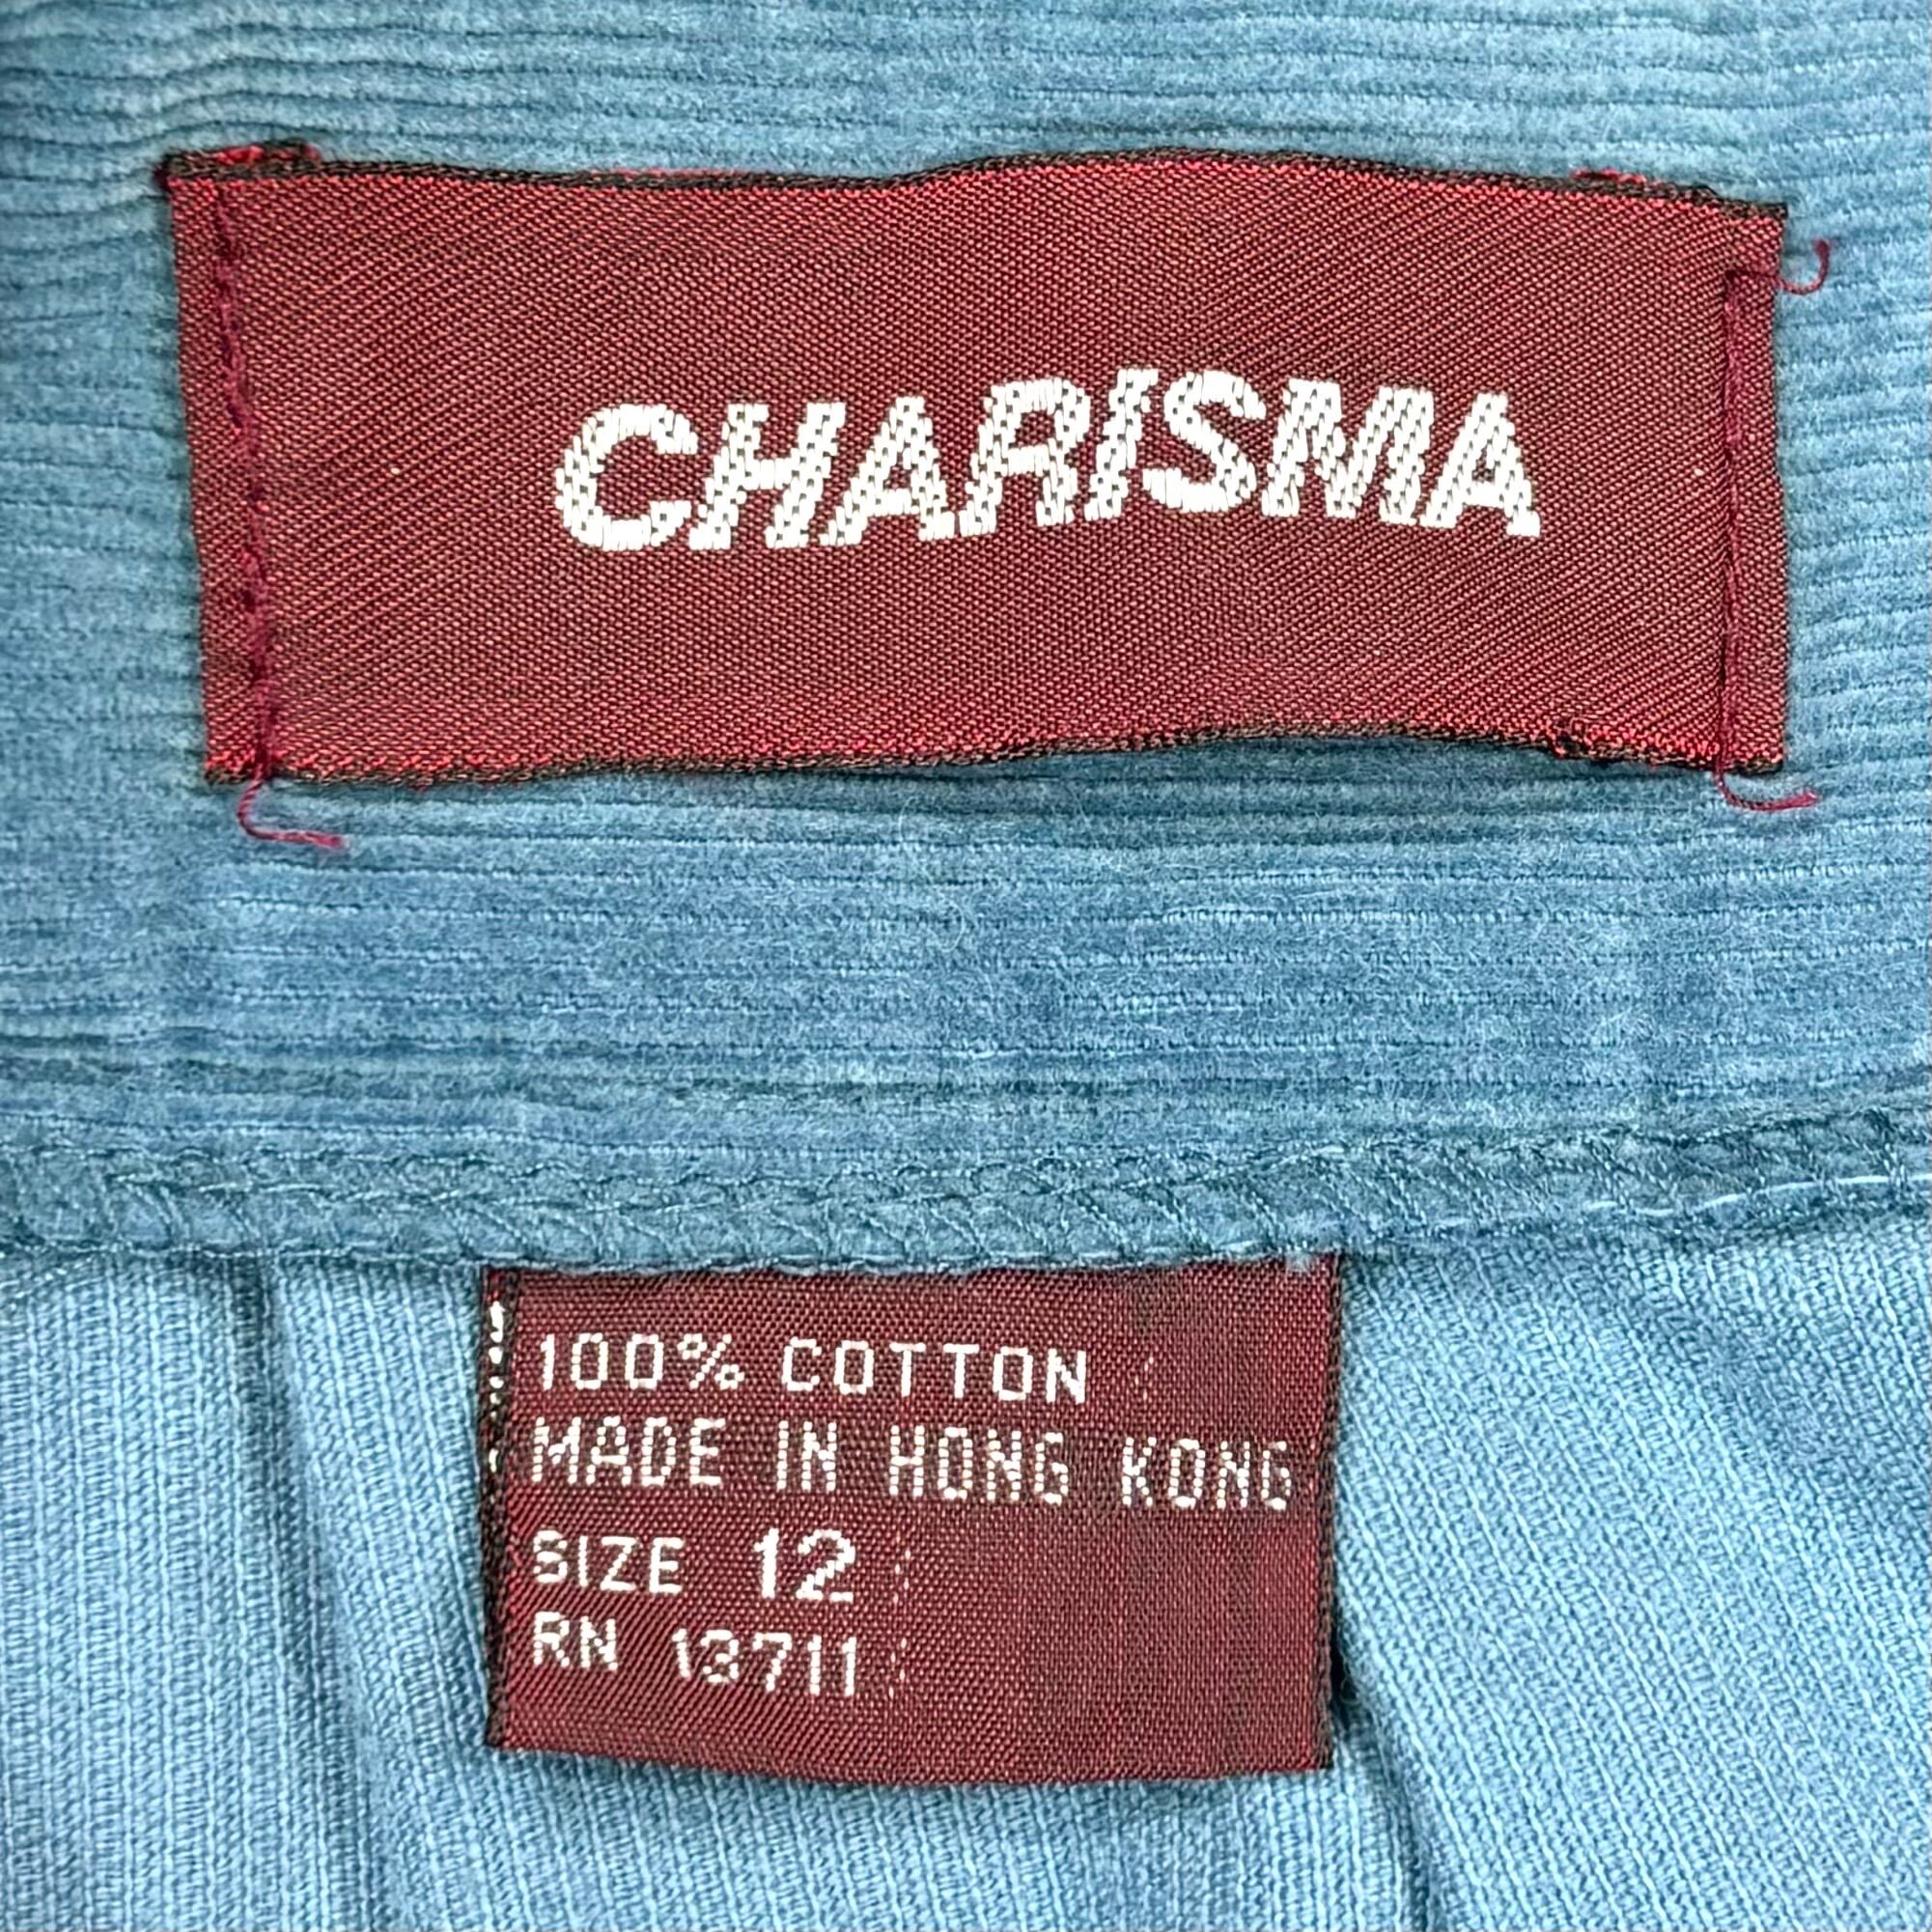 CHARISMA
100% COTTON
MADE IN HONG KONG
SIZE 12
RN 13711